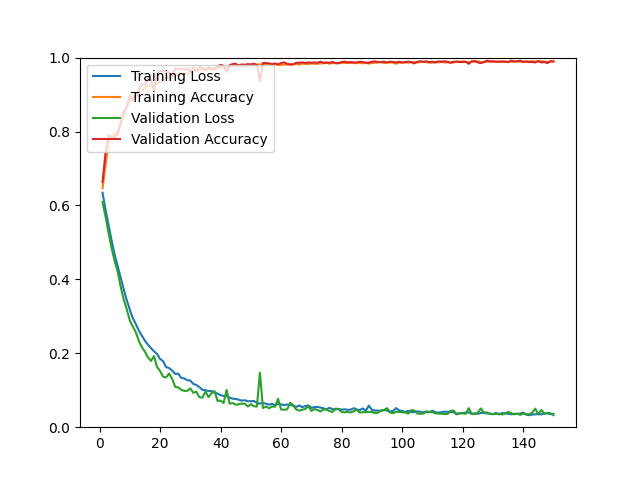 1.0
0.8
0.6
0.4
0.2
0.0
Training Loss
Training Accuracy
Validation Loss
Validation Accuracy
0 20 40 60 80 100 120 140